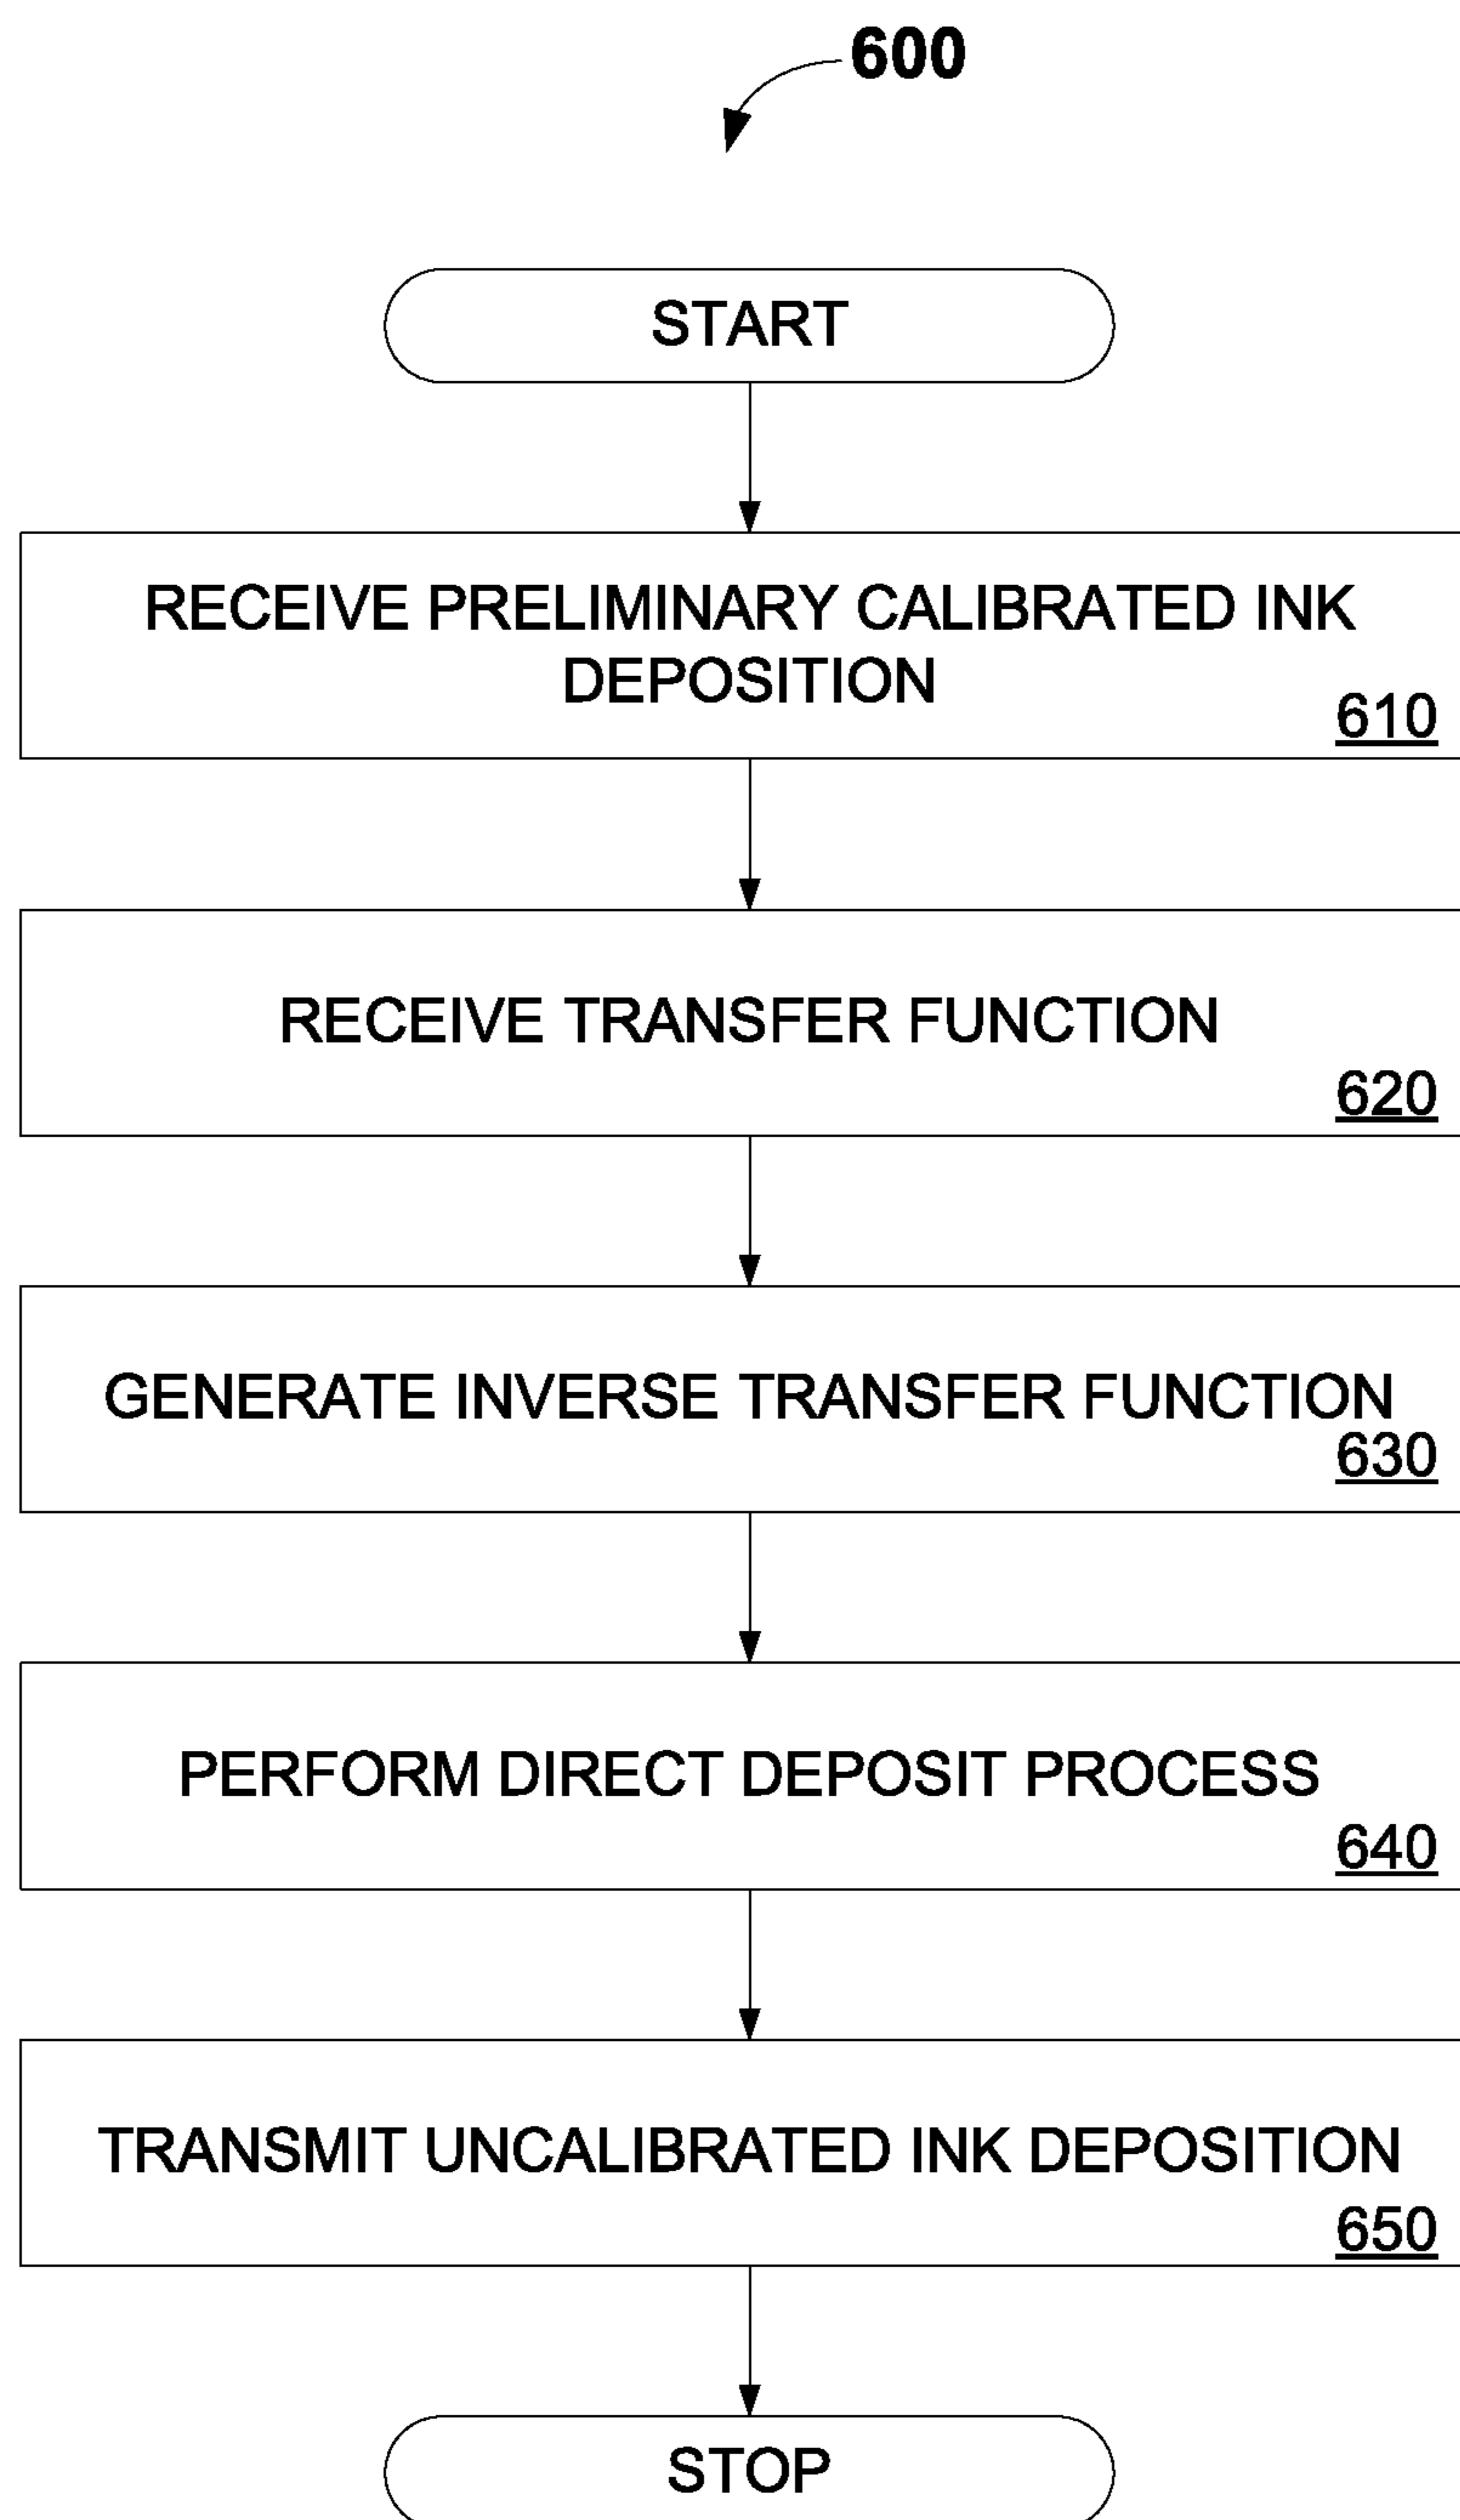 600
START
RECEIVE PRELIMINARY CALIBRATED INK
DEPOSITION
610
RECEIVE TRANSFER FUNCTION
620
GENERATE INVERSE TRANSFER FUNCTION
630
PERFORM DIRECT DEPOSIT PROCESS
640
TRANSMIT UNCALIBRATED INK DEPOSITION
650
STOP